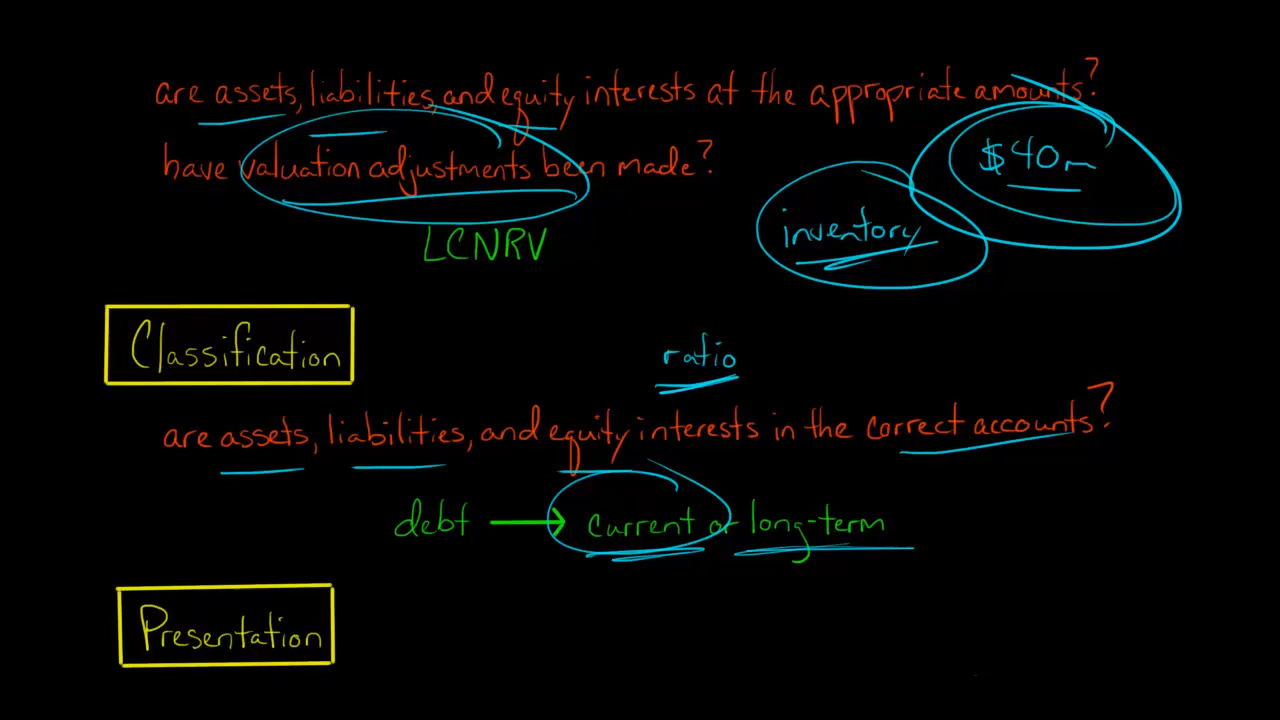 are assets, liabilities, and equity interests at the appropriate amounts?
$40m
have valuation adjustments been made?
inventory
LCNRV
Classification
ratio
are assets, liabilities, and equity interests in the correct accounts?
debt → current or long-term
Presentation